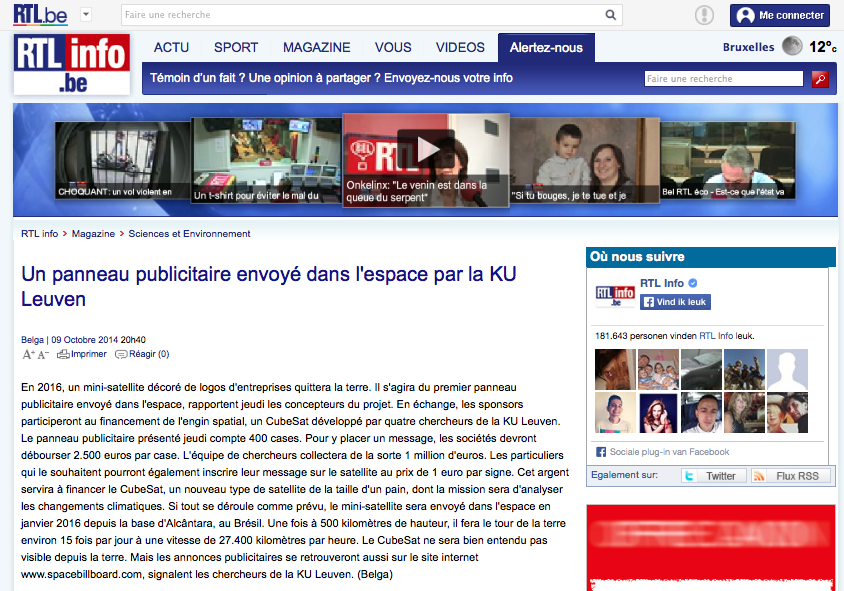 RTL.be
Faire une recherche
Me connecter
RTL info .be
ACTU SPORT MAGAZINE VOUS VIDEOS Alertez-nous
Bruxelles 12°c
Témoin d'un fait ? Une opinion à partager ? Envoyez-nous votre info
Faire une recherche
CHOQUANT: un vol violent en
Un t-shirt pour éviter le mal du
BEL RTL
Onkelinx: "Le venin est dans la
queue du serpent"
"Si tu bouges, je te tue et je
Bel RTL éco - Est-ce que l'état va
RTL info > Magazine > Sciences et Environnement
Un panneau publicitaire envoyé dans l'espace par la KU
Leuven
Belga | 09 Octobre 2014 20h40
A+ A- Imprimer Réagir (0)
En 2016, un mini-satellite décoré de logos d'entreprises quittera la terre. Il s'agira du premier panneau
publicitaire envoyé dans l'espace, rapportent jeudi les concepteurs du projet. En échange, les sponsors
participeront au financement de l'engin spatial, un CubeSat développé par quatre chercheurs de la KU Leuven.
Le panneau publicitaire présenté jeudi compte 400 cases. Pour y placer un message, les sociétés devront
débourser 2.500 euros par case. L'équipe de chercheurs collectera de la sorte 1 million d'euros. Les particuliers
qui le souhaitent pourront également inscrire leur message sur le satellite au prix de 1 euro par signe. Cet argent
servira à financer le CubeSat, un nouveau type de satellite de la taille d'un pain, dont la mission sera d'analyser
les changements climatiques. Si tout se déroule comme prévu, le mini-satellite sera envoyé dans l'espace en
janvier 2016 depuis la base d'Alcântara, au Brésil. Une fois à 500 kilomètres de hauteur, il fera le tour de la terre
environ 15 fois par jour à une vitesse de 27.400 kilomètres par heure. Le CubeSat ne sera bien entendu pas
visible depuis la terre. Mais les annonces publicitaires se retrouveront aussi sur le site internet
www.spacebillboard.com, signalent les chercheurs de la KU Leuven. (Belga)
Où nous suivre
RTL info .be
RTL Info
Vind ik leuk
181.643 personen vinden RTL Info leuk.
Sociale plug-in van Facebook
Egalement sur: Twitter Flux RSS